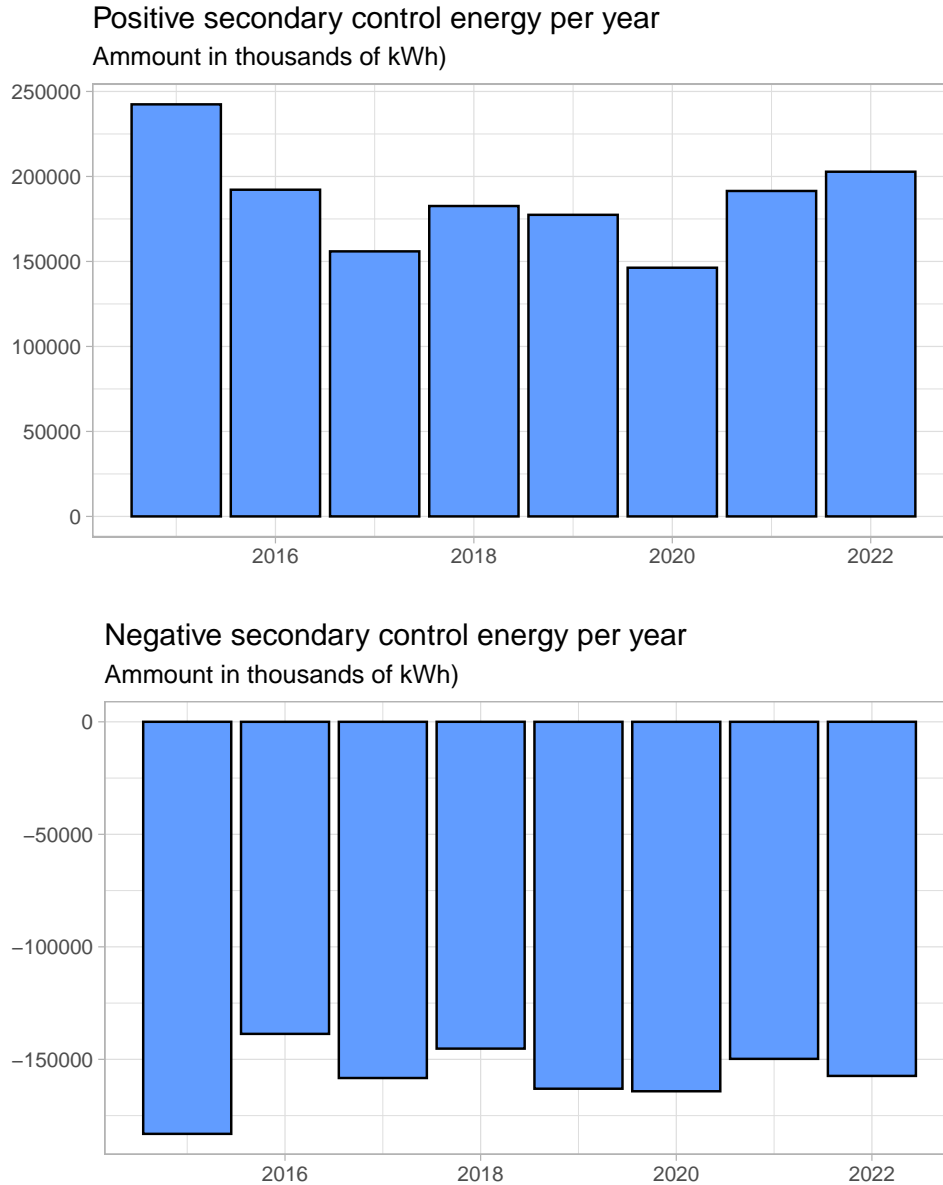 Positive secondary control energy per year
Ammount in thousands of kWh)
250000
200000
150000
100000
50000
0
2016 2018 2020 2022
Negative secondary control energy per year
Ammount in thousands of kWh)
0
−50000
−100000
−150000
2016 2018 2020 2022